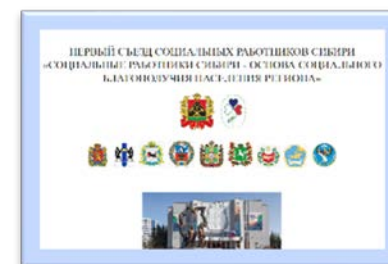 ПЕРВЫЙ СЪЕЗД СОЦИАЛЬНЫХ РАБОТНИКОВ СИБИРИ
«СОЦИАЛЬНЫЕ РАБОТНИКИ СИБИРИ - ОСНОВА СОЦИАЛЬНОГО
БЛАГОПОЛУЧИЯ НАСЕЛЕНИЯ РЕГИОНА»